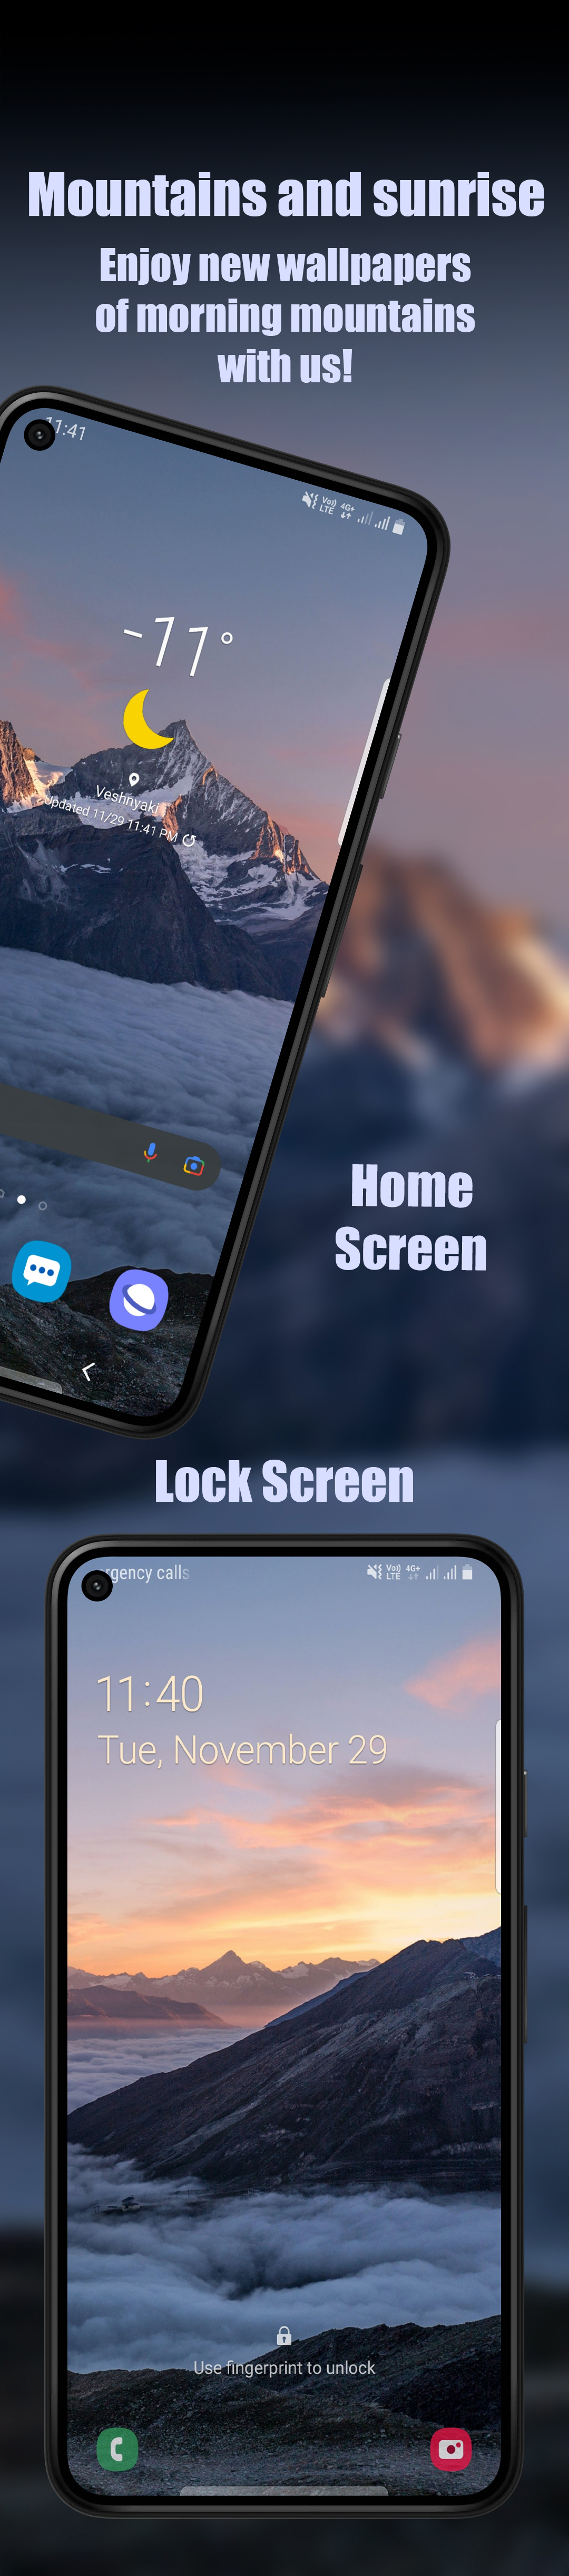 Mountains and sunrise
Enjoy new wallpapers
of morning mountains
with us!
11:41
Vo))
LTE
4G+
-11°
Veshnyaki
Updated 11/29 11:41 PM
Home
Screen
Lock Screen
rgency calls
Vo))
LTE
4G+
11:40
Tue, November 29
Use fingerprint to unlock